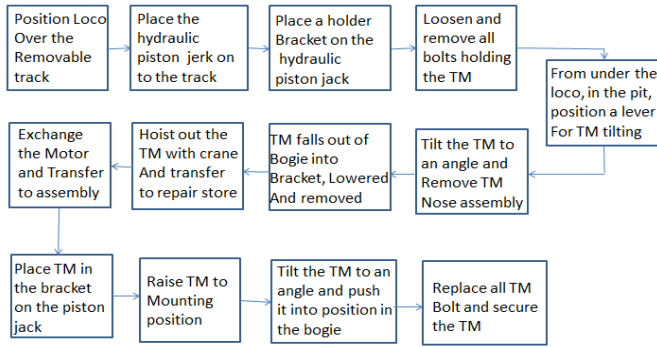 Position Loco
Over the
Removable
track
Place the
hydraulic
piston jerk on
to the track
Place a holder
Bracket on the
hydraulic
piston jack
Loosen and
remove all
bolts holding
the TM
From under the
loco, in the pit,
position a lever
For TM tilting
Tilt the TM to
an angle and
Remove TM
Nose assembly
TM falls out of
Bogie into
Bracket, Lowered
And removed
Hoist out the
TM with crane
And transfer
to repair store
Exchange
the Motor
and Transfer
to assembly
Place TM in
the bracket
on the piston
jack
Raise TM to
Mounting
position
Tilt the TM to an
angle and push
it into position in
the bogie
Replace all TM
Bolt and secure
the TM